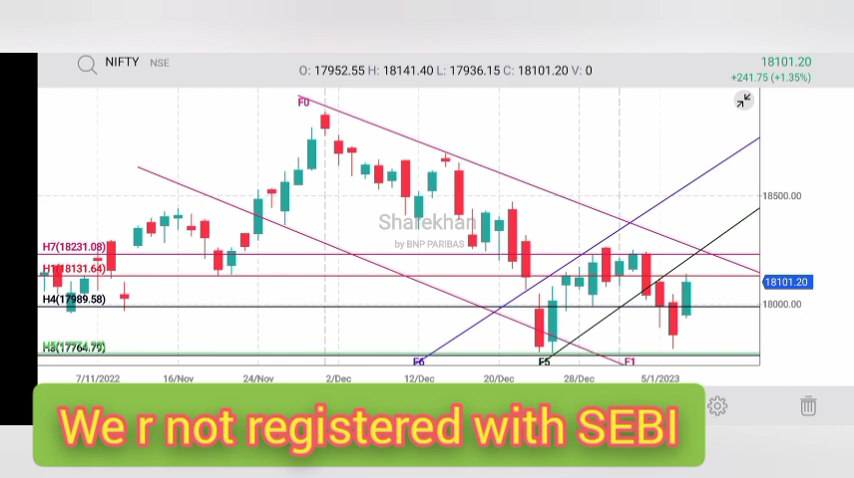 NIFTY NSE
O: 17952.55 H: 18141.40 L: 17936.15 C: 18101.20 V: 0
18101.20
+241.75 (+1.35%)
F0
18500.00
Sharekhan
by BNP PARIBAS
H7(18231.08)
H1(18131.64)
18101.20
H4(17989.58)
18000.00
H8(17764.79)
F6
F5
F1
7/11/2022 16/Nov 24/Nov 2/Dec 12/Dec 20/Dec 28/Dec 5/1/2023
We r not registered with SEBI